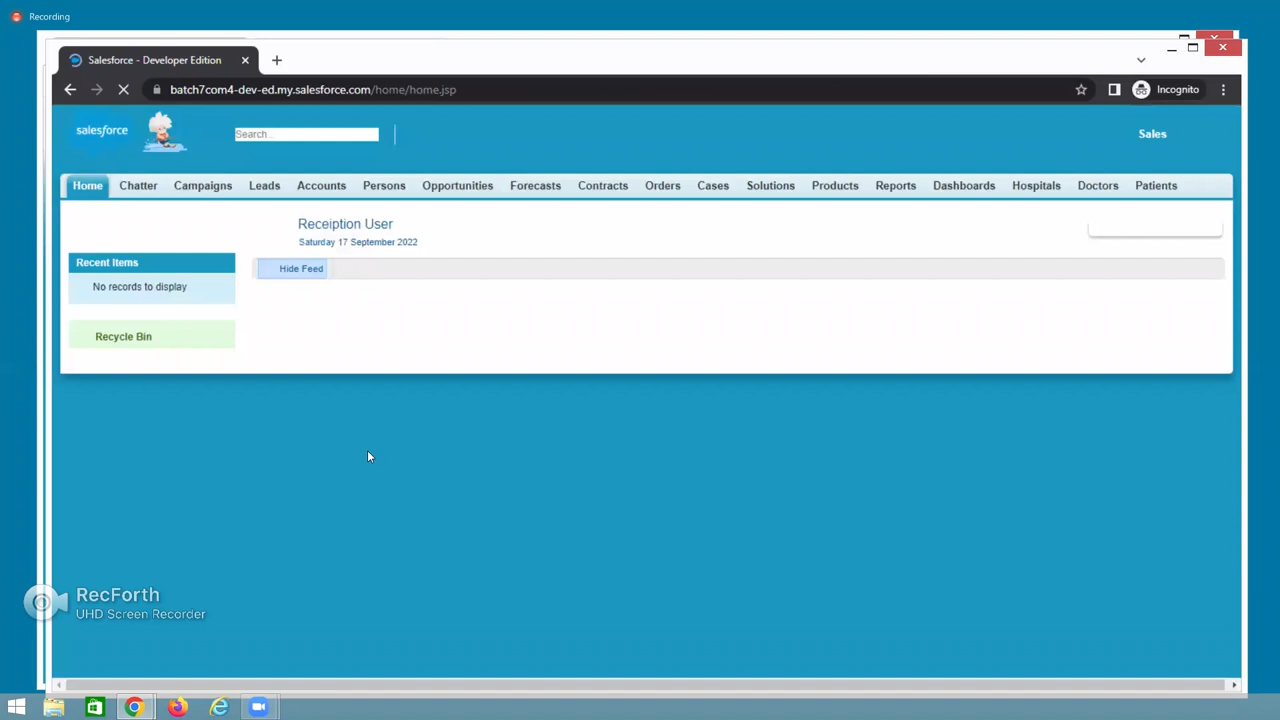 Recording
Salesforce - Developer Edition
batch7com4-dev-ed.my.salesforce.com/home/home.jsp
Incognito
salesforce
Search...
Sales
Home Chatter Campaigns Leads Accounts Persons Opportunities Forecasts Contracts Orders Cases Solutions Products Reports Dashboards Hospitals Doctors Patients
Receiption User
Saturday 17 September 2022
Recent Items
Hide Feed
No records to display
Recycle Bin
RecForth
UHD Screen Recorder